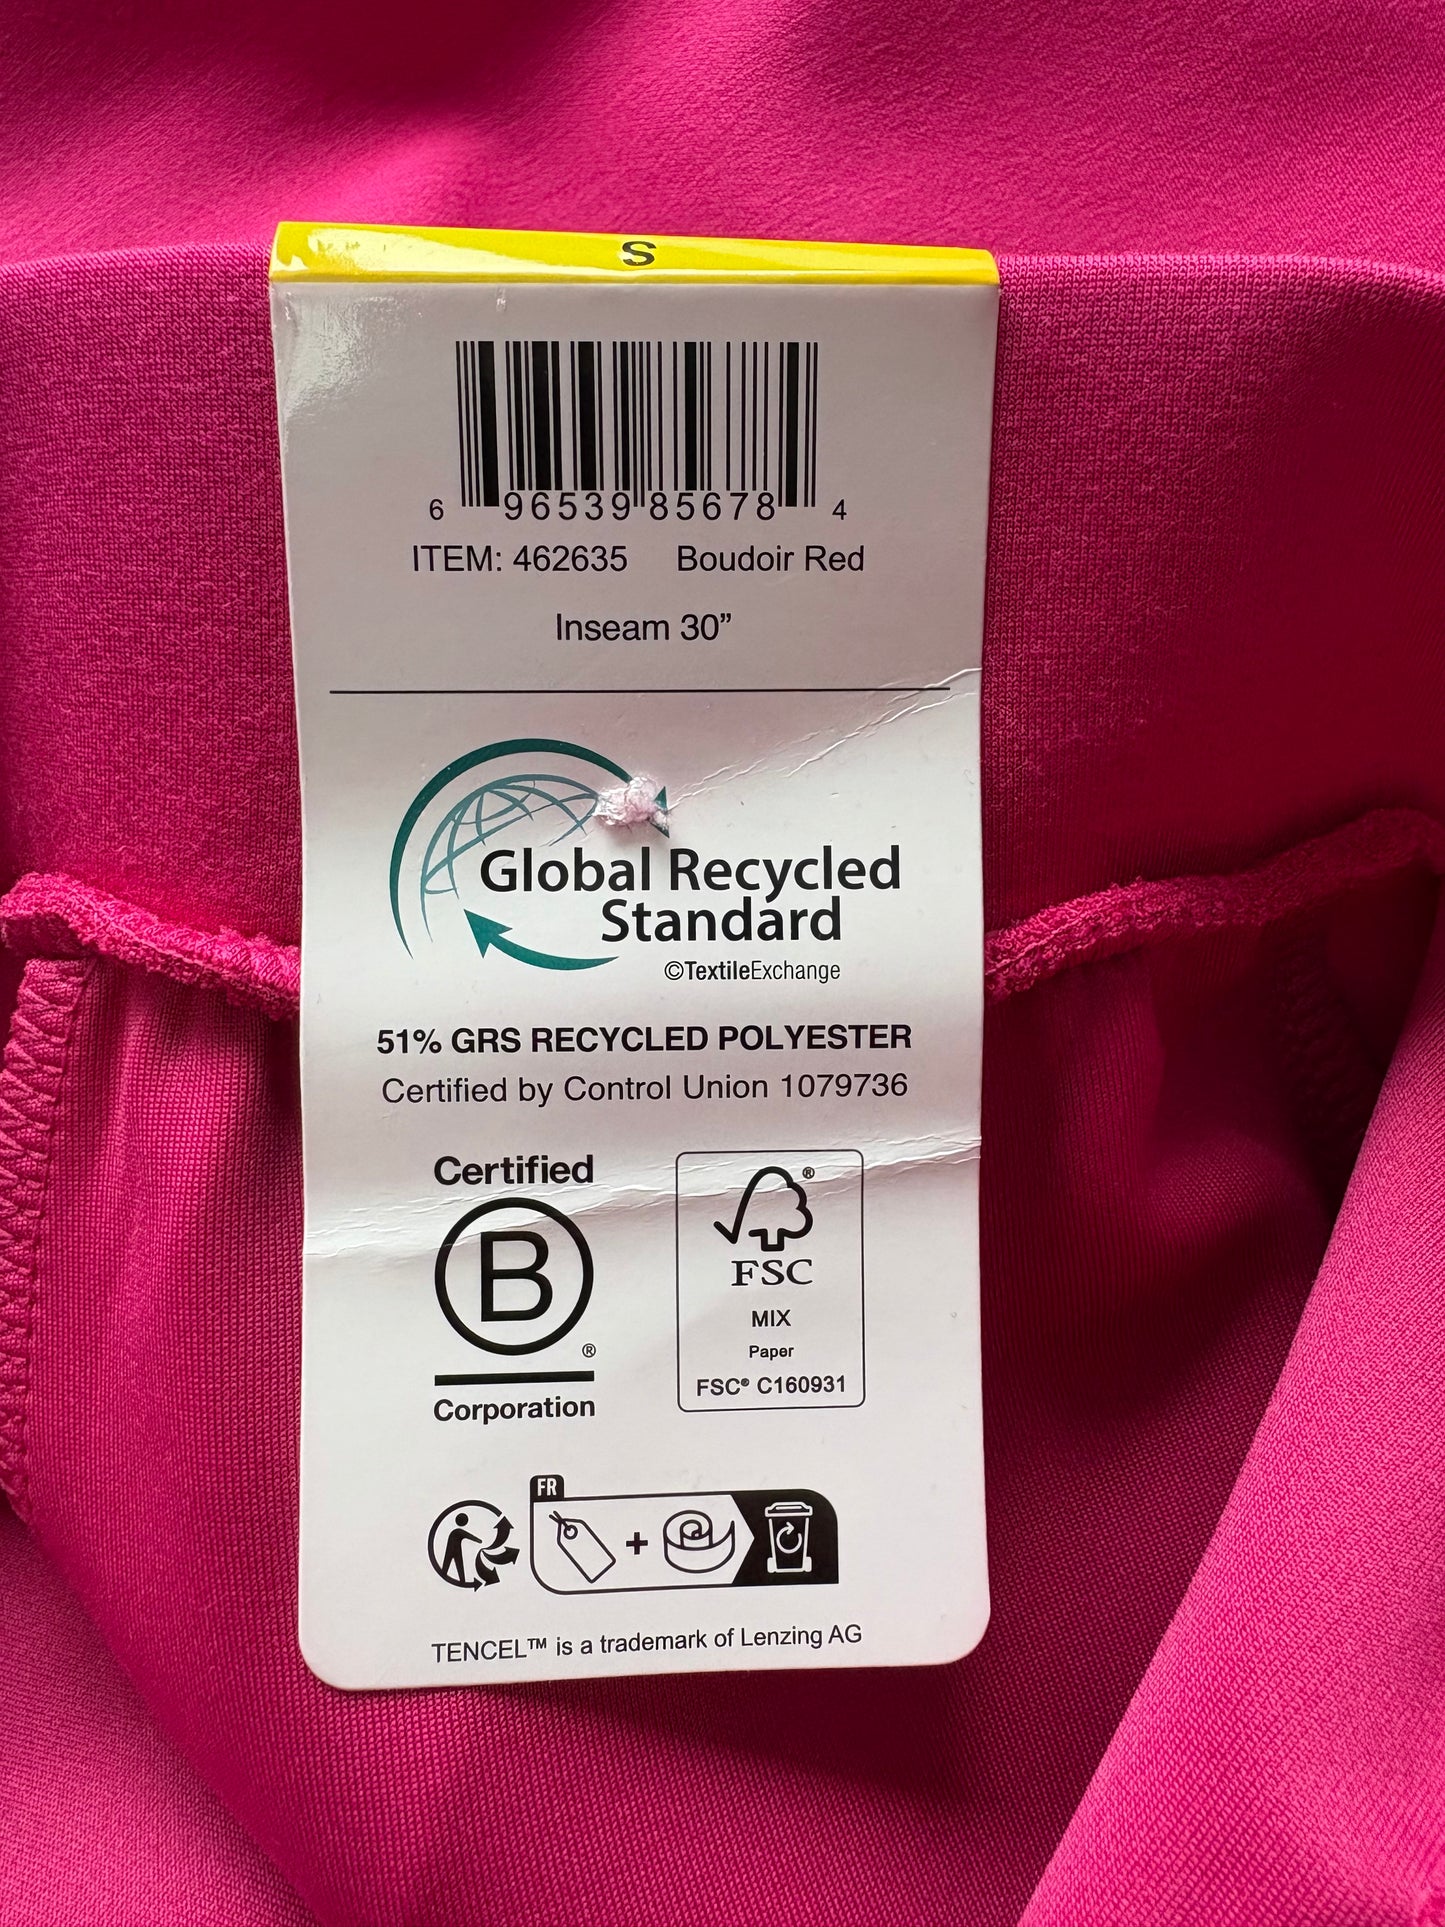 S
6 96539 85678 4
ITEM: 462635 Boudoir Red
Inseam 30”
Global Recycled
Standard
©TextileExchange
51% GRS RECYCLED POLYESTER
Certified by Control Union 1079736
Certified
B
®
Corporation
®
FSC
MIX
Paper
FSC® C160931
FR
+
TENCEL™ is a trademark of Lenzing AG